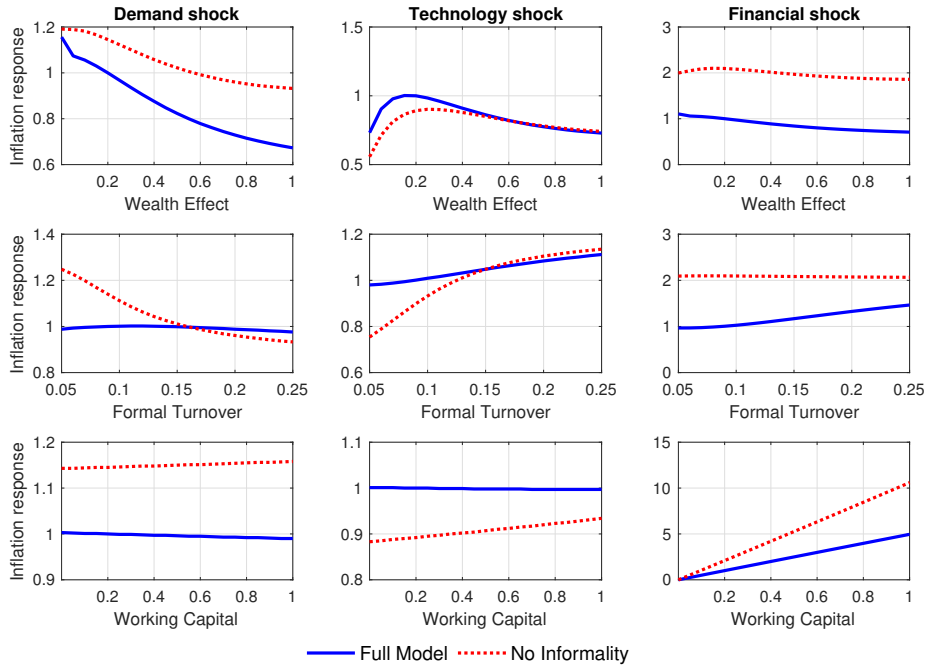 Demand shock
Technology shock
Financial shock
Inflation response
1.2
1
0.8
0.6
0.2 0.4 0.6 0.8 1
Wealth Effect
1.5
1
0.5
0.2 0.4 0.6 0.8 1
Wealth Effect
3
2
1
0
0.2 0.4 0.6 0.8 1
Wealth Effect
Inflation response
1.4
1.2
1
0.8
0.05 0.1 0.15 0.2 0.25
Formal Turnover
1.2
1
0.8
0.6
0.05 0.1 0.15 0.2 0.25
Formal Turnover
3
2
1
0
0.05 0.1 0.15 0.2 0.25
Formal Turnover
Inflation response
1.2
1.1
1
0.9
0.2 0.4 0.6 0.8 1
Working Capital
1.1
1
0.9
0.8
0.2 0.4 0.6 0.8 1
Working Capital
15
10
5
0
0.2 0.4 0.6 0.8 1
Working Capital
Full Model
No Informality